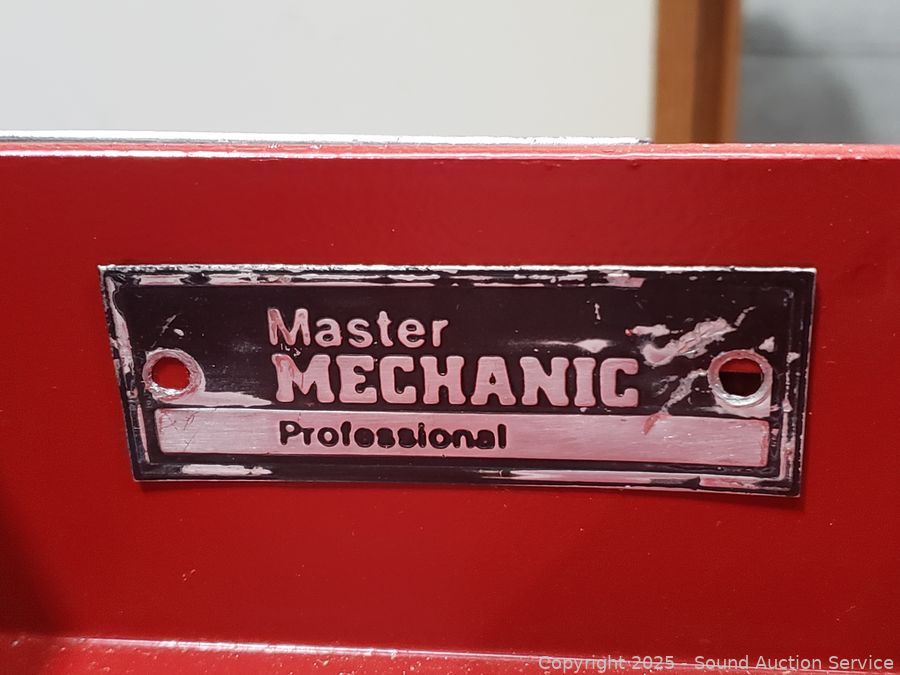 Master
MECHANIC
Professional
Copyright 2025 - Sound Auction Service